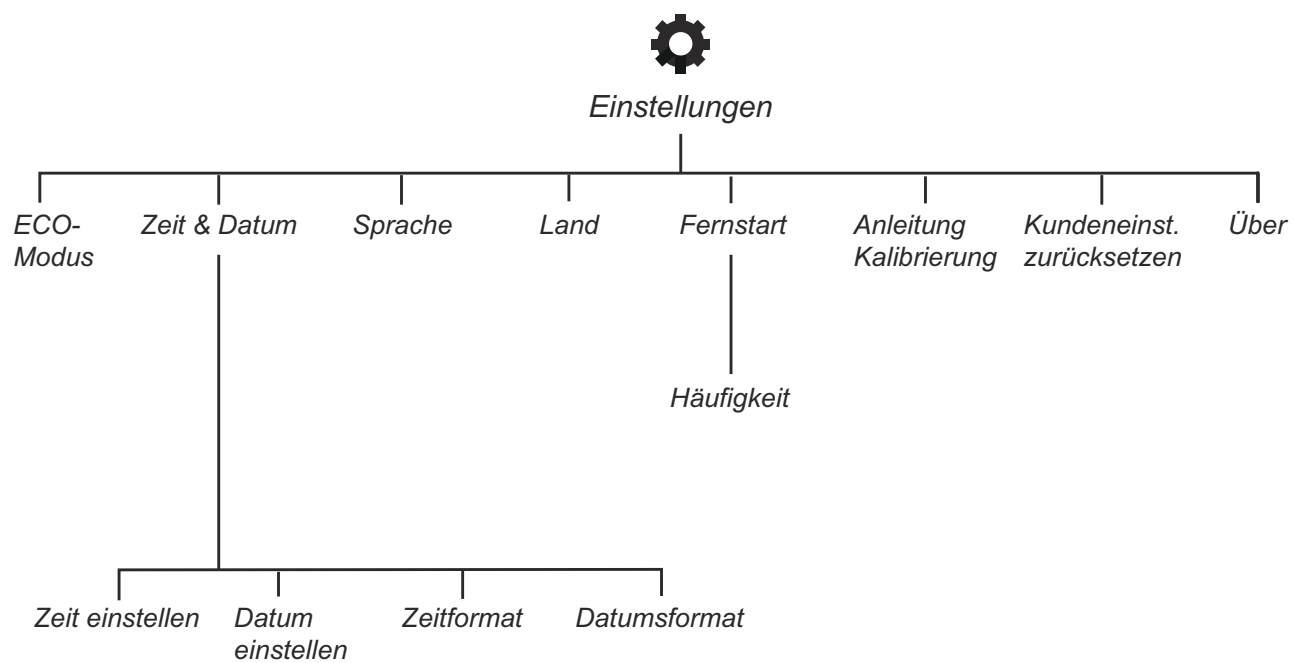 Einstellungen
ECO-
Modus
Zeit & Datum
Sprache
Land
Fernstart
Anleitung
Kalibrierung
Kundeneinst.
zurücksetzen
Über
Häufigkeit
Zeit einstellen
Datum
einstellen
Zeitformat
Datumsformat